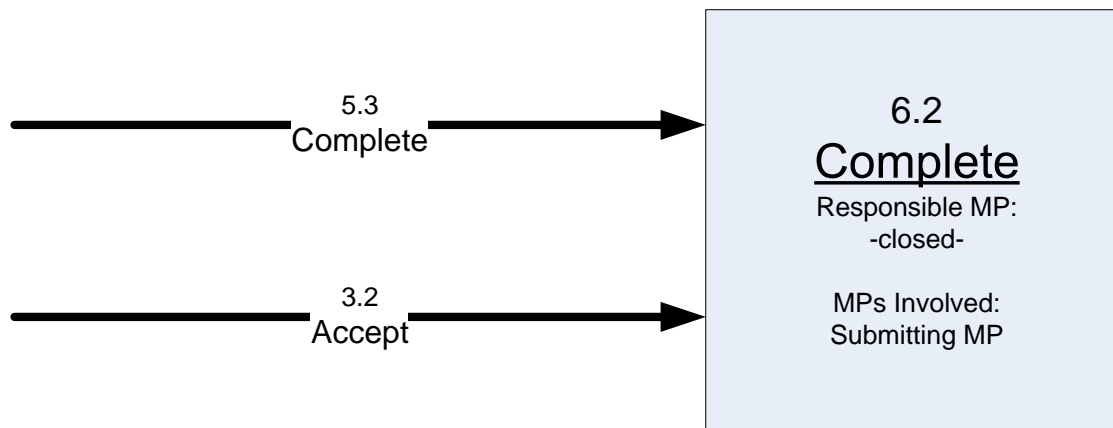 5.3
Complete
3.2
Accept
6.2
Complete
Responsible MP:
-closed-
MPs Involved:
Submitting MP